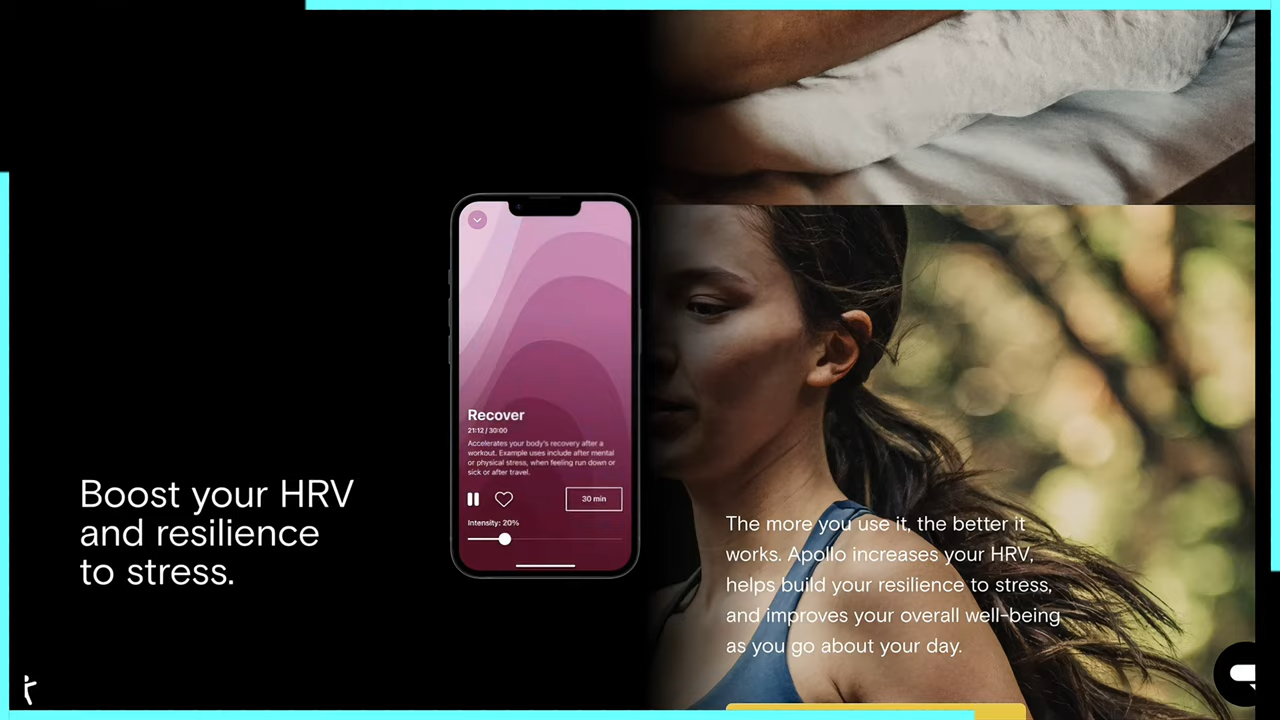 Boost your HRV
and resilience
to stress.
Recover
21:12 / 30:00
Accelerates your body's recovery after a
workout. Example uses include after mental
or physical stress, when feeling run down or
sick or after travel.
30 min
Intensity: 20%
The more you use it, the better it
works. Apollo increases your HRV,
helps build your resilience to stress,
and improves your overall well-being
as you go about your day.